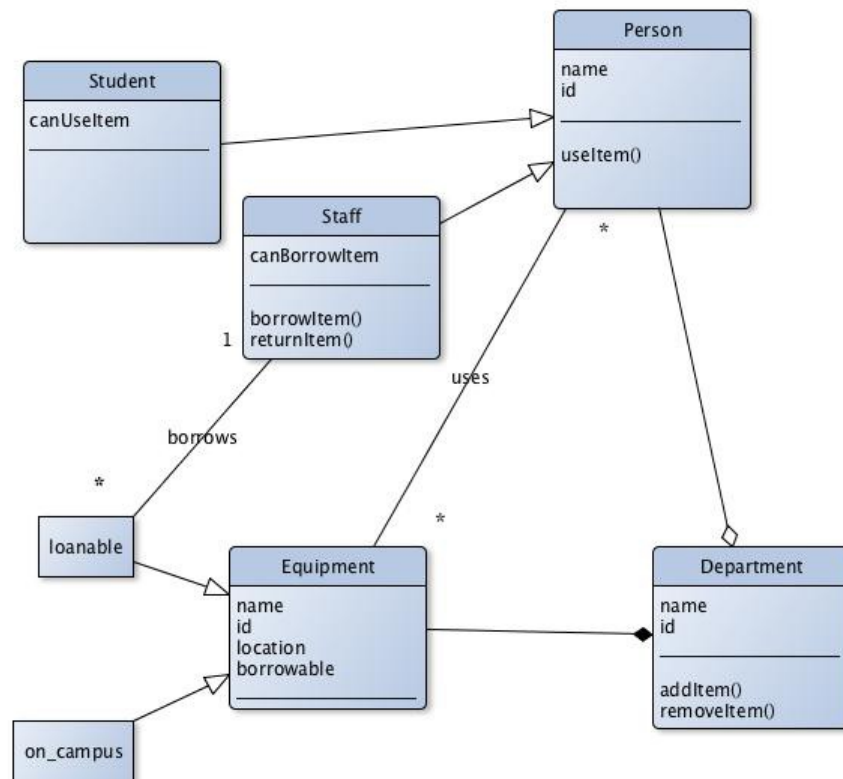 Person
name
id
useItem()
Student
canUseItem
Staff
canBorrowItem
borrowItem()
returnItem()
1
*
uses
borrows
*
*
loanable
Equipment
name
id
location
borrowable
Department
name
id
addItem()
removeItem()
on_campus